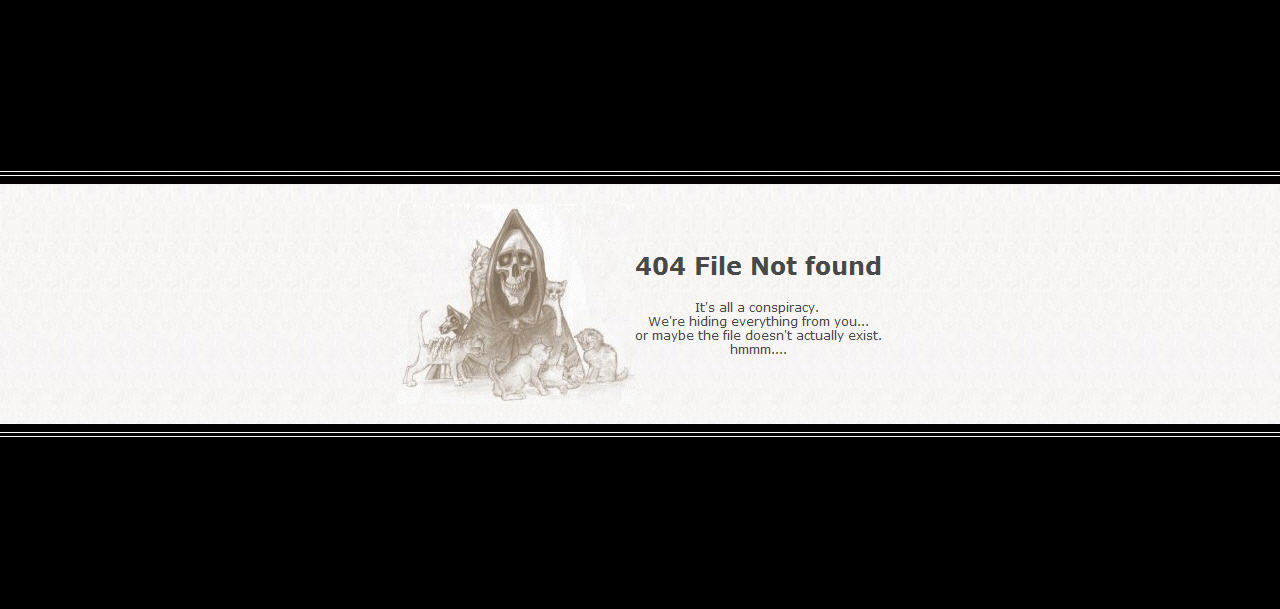 404 File Not found
It's all a conspiracy.
We're hiding everything from you...
or maybe the file doesn't actually exist.
hmmm....